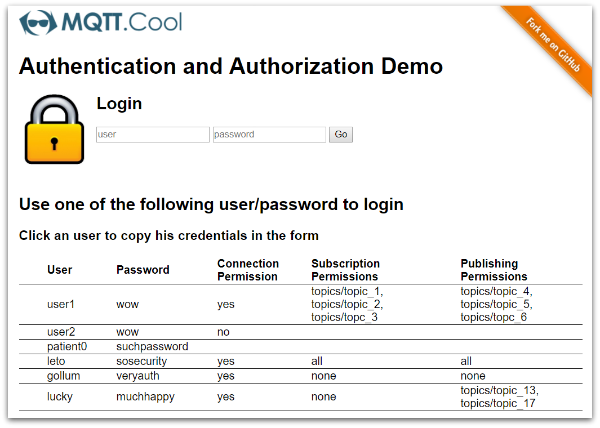 MQTT.Cool
Fork me on GitHub
Authentication and Authorization Demo
Login
user password Go
Use one of the following user/password to login
Click an user to copy his credentials in the form
User Password Connection Permission Subscription Permissions Publishing Permissions
user1 wow yes topics/topic_1, topics/topic_2, topics/topc_3 topics/topic_4, topics/topic_5, topics/topc_6
user2 wow no
patient0 suchpassword
leto sosecurity yes all all
gollum veryauth yes none none
lucky muchhappy yes none topics/topic_13, topics/topic_17